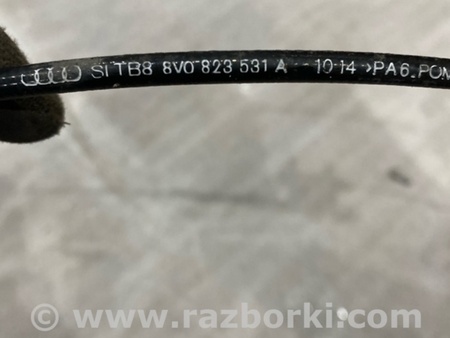 SITB8 8V0 823 531 A 10 14 >PA6.POM
© www.razborki.com